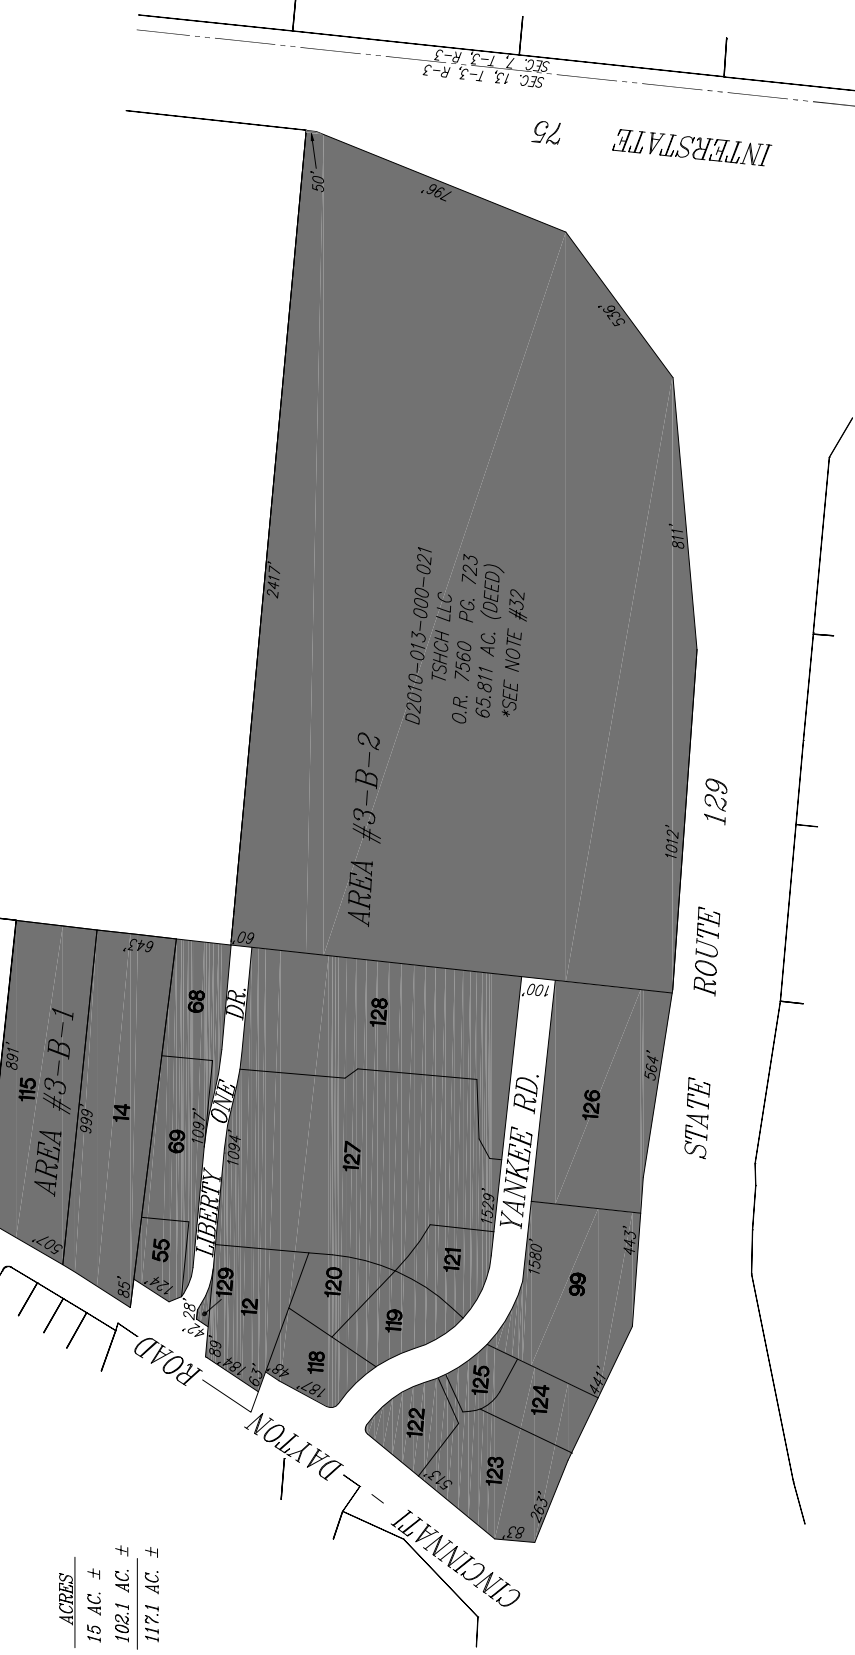 SEC. 7, T-3, R-3
SEC. 13, T-3, R-3
INTERSTATE 75
50'
796'
536'
811'
2417'
1012'
D2010-013-000-021
TSHCH LLC
O.R. 7560 PG. 723
65.811 AC. (DEED)
*SEE NOTE #32
AREA #3-B-2
STATE ROUTE 129
AREA #3-B-1
115
891'
999'
507'
14
643'
85'
68
69
55
124'
60'
LIBERTY ONE DR.
1097'
1094'
28'
42'
129
12
89'
184'
63'
48'
128
127
120
119
118
187'
121
100'
YANKEE RD.
1529'
1580'
126
564'
99
443'
441'
125
124
122
123
513'
83'
263'
CINCINNATI - DAYTON ROAD
ACRES
15 AC. ±
102.1 AC. ±
117.1 AC. ±